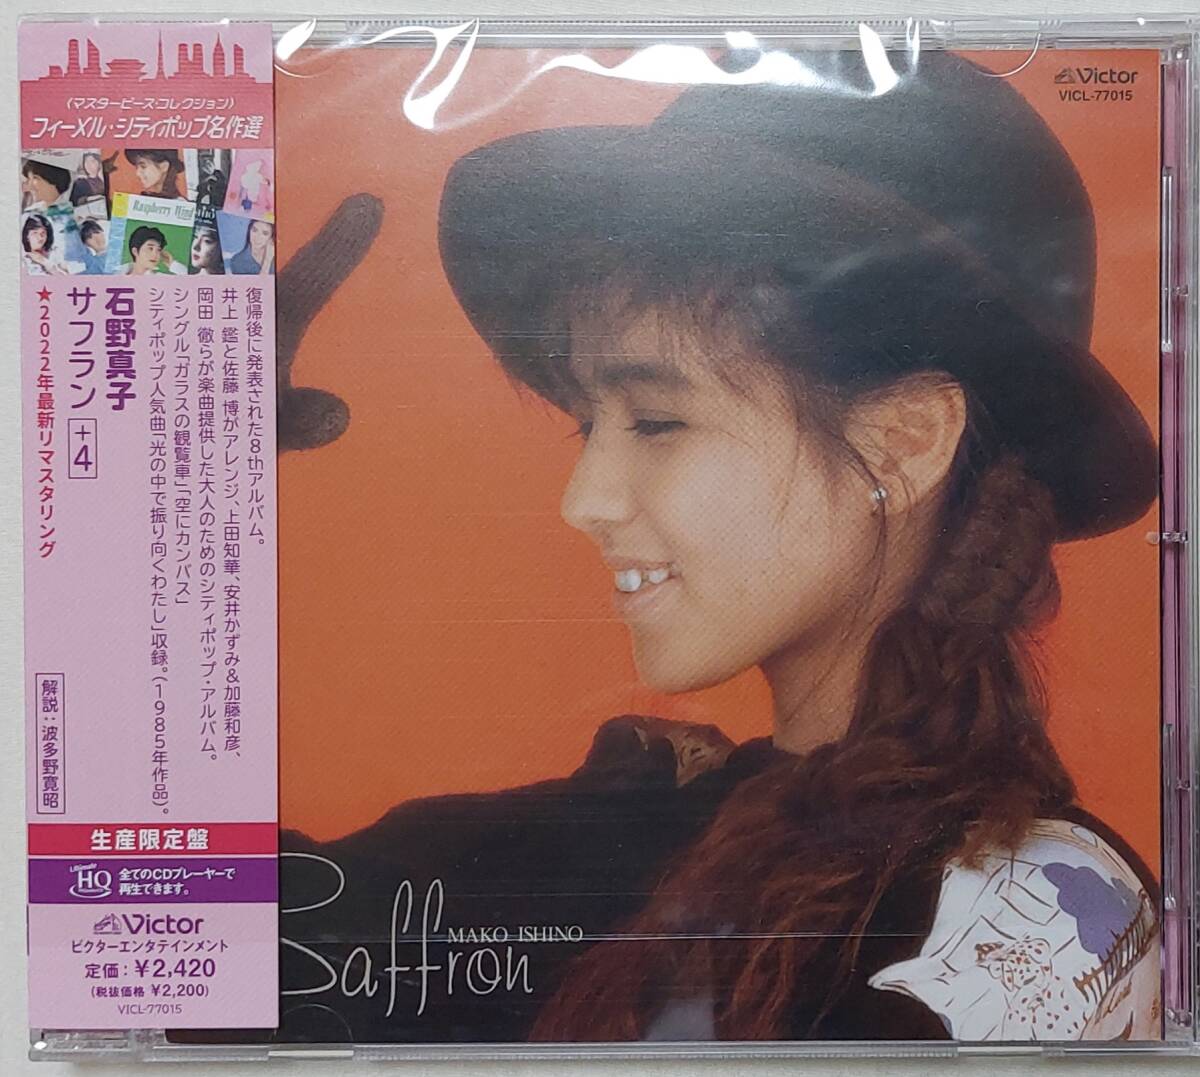 〈マスターピース・コレクション〉
フィーメル・シティポップ名作選
Raspberry Wind
石野真子
サフラン +4
★2022年最新リマスタリング
復帰後に発表された8thアルバム。
井上 鑑と佐藤 博がアレンジ、上田知華、安井かずみ&加藤和彦、
岡田 徹らが楽曲提供した大人のためのシティポップ・アルバム。
シングル「ガラスの観覧車」「空にカンバス」
シティポップ人気曲「光の中で振り向くわたし」収録。(1985年作品)。
解説:波多野寛昭
生産限定盤
Ultimate
HQ
全てのCDプレーヤーで
再生できます。
Victor
ビクターエンタテインメント
定価:¥2,420
(税抜価格 ¥2,200)
VICL-77015
Victor
VICL-77015
MAKO ISHINO
Saffron